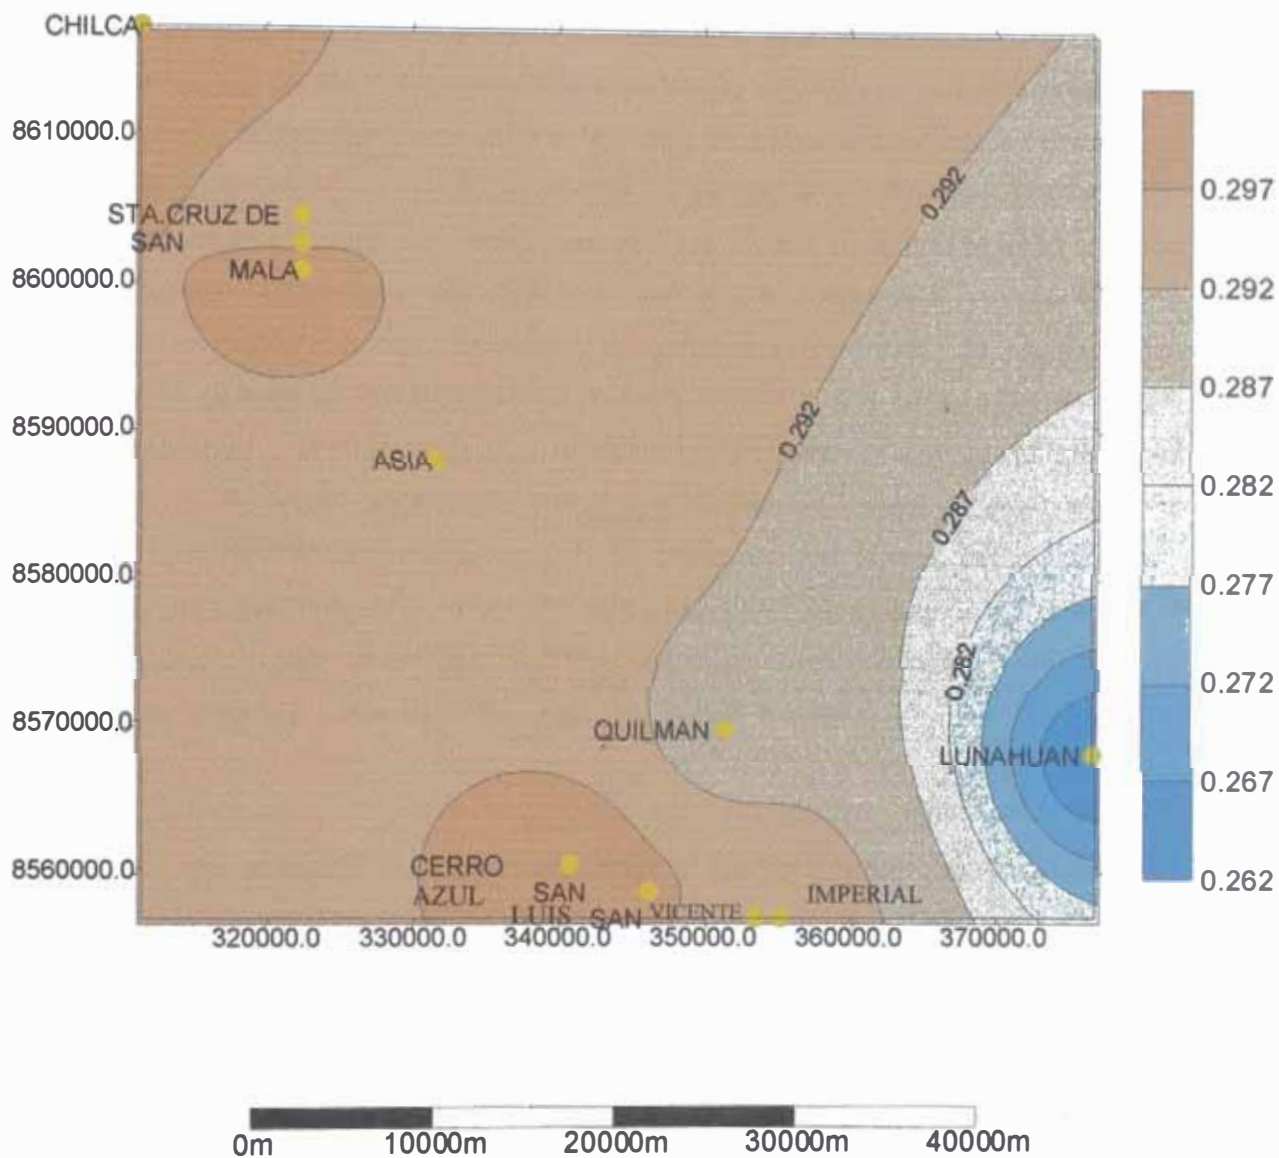 CHILCA
8610000.0
0.297
0.292
STA.CRUZ DE
SAN
MALA
8600000.0
0.292
8590000.0
0.292
0.287
ASIA
0.287
0.282
8580000.0
0.277
0.282
0.272
8570000.0
QUILMAN
LUNAHUAN
0.267
8560000.0
CERRO
AZUL
SAN
LUIS
SAN
VICENTE
IMPERIAL
0.262
320000.0 330000.0 340000.0 350000.0 360000.0 370000.0
0m 10000m 20000m 30000m 40000m